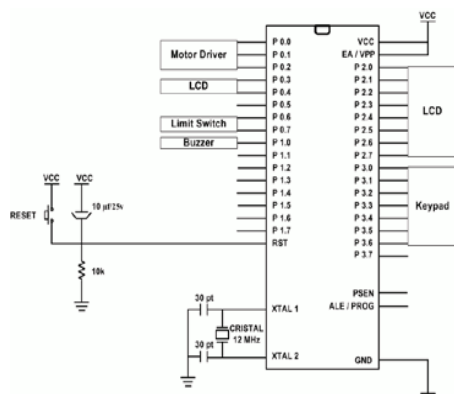 VCC
Motor Driver
LCD
Limit Switch
Buzzer
P 0.0
P 0.1
P 0.2
P 0.3
P 0.4
P 0.5
P 0.6
P 0.7
P 1.0
P 1.1
P 1.2
P 1.3
P 1.4
P 1.5
P 1.6
P 1.7
RST
XTAL 1
XTAL 2
VCC
EA / VPP
P 2.0
P 2.1
P 2.2
P 2.3
P 2.4
P 2.5
P 2.6
P 2.7
P 3.0
P 3.1
P 3.2
P 3.3
P 3.4
P 3.5
P 3.6
P 3.7
PSEN
ALE / PROG
GND
LCD
Keypad
VCC
VCC
RESET
10 µF/25v
10k
30 pt
CRISTAL
12 MHz
30 pt